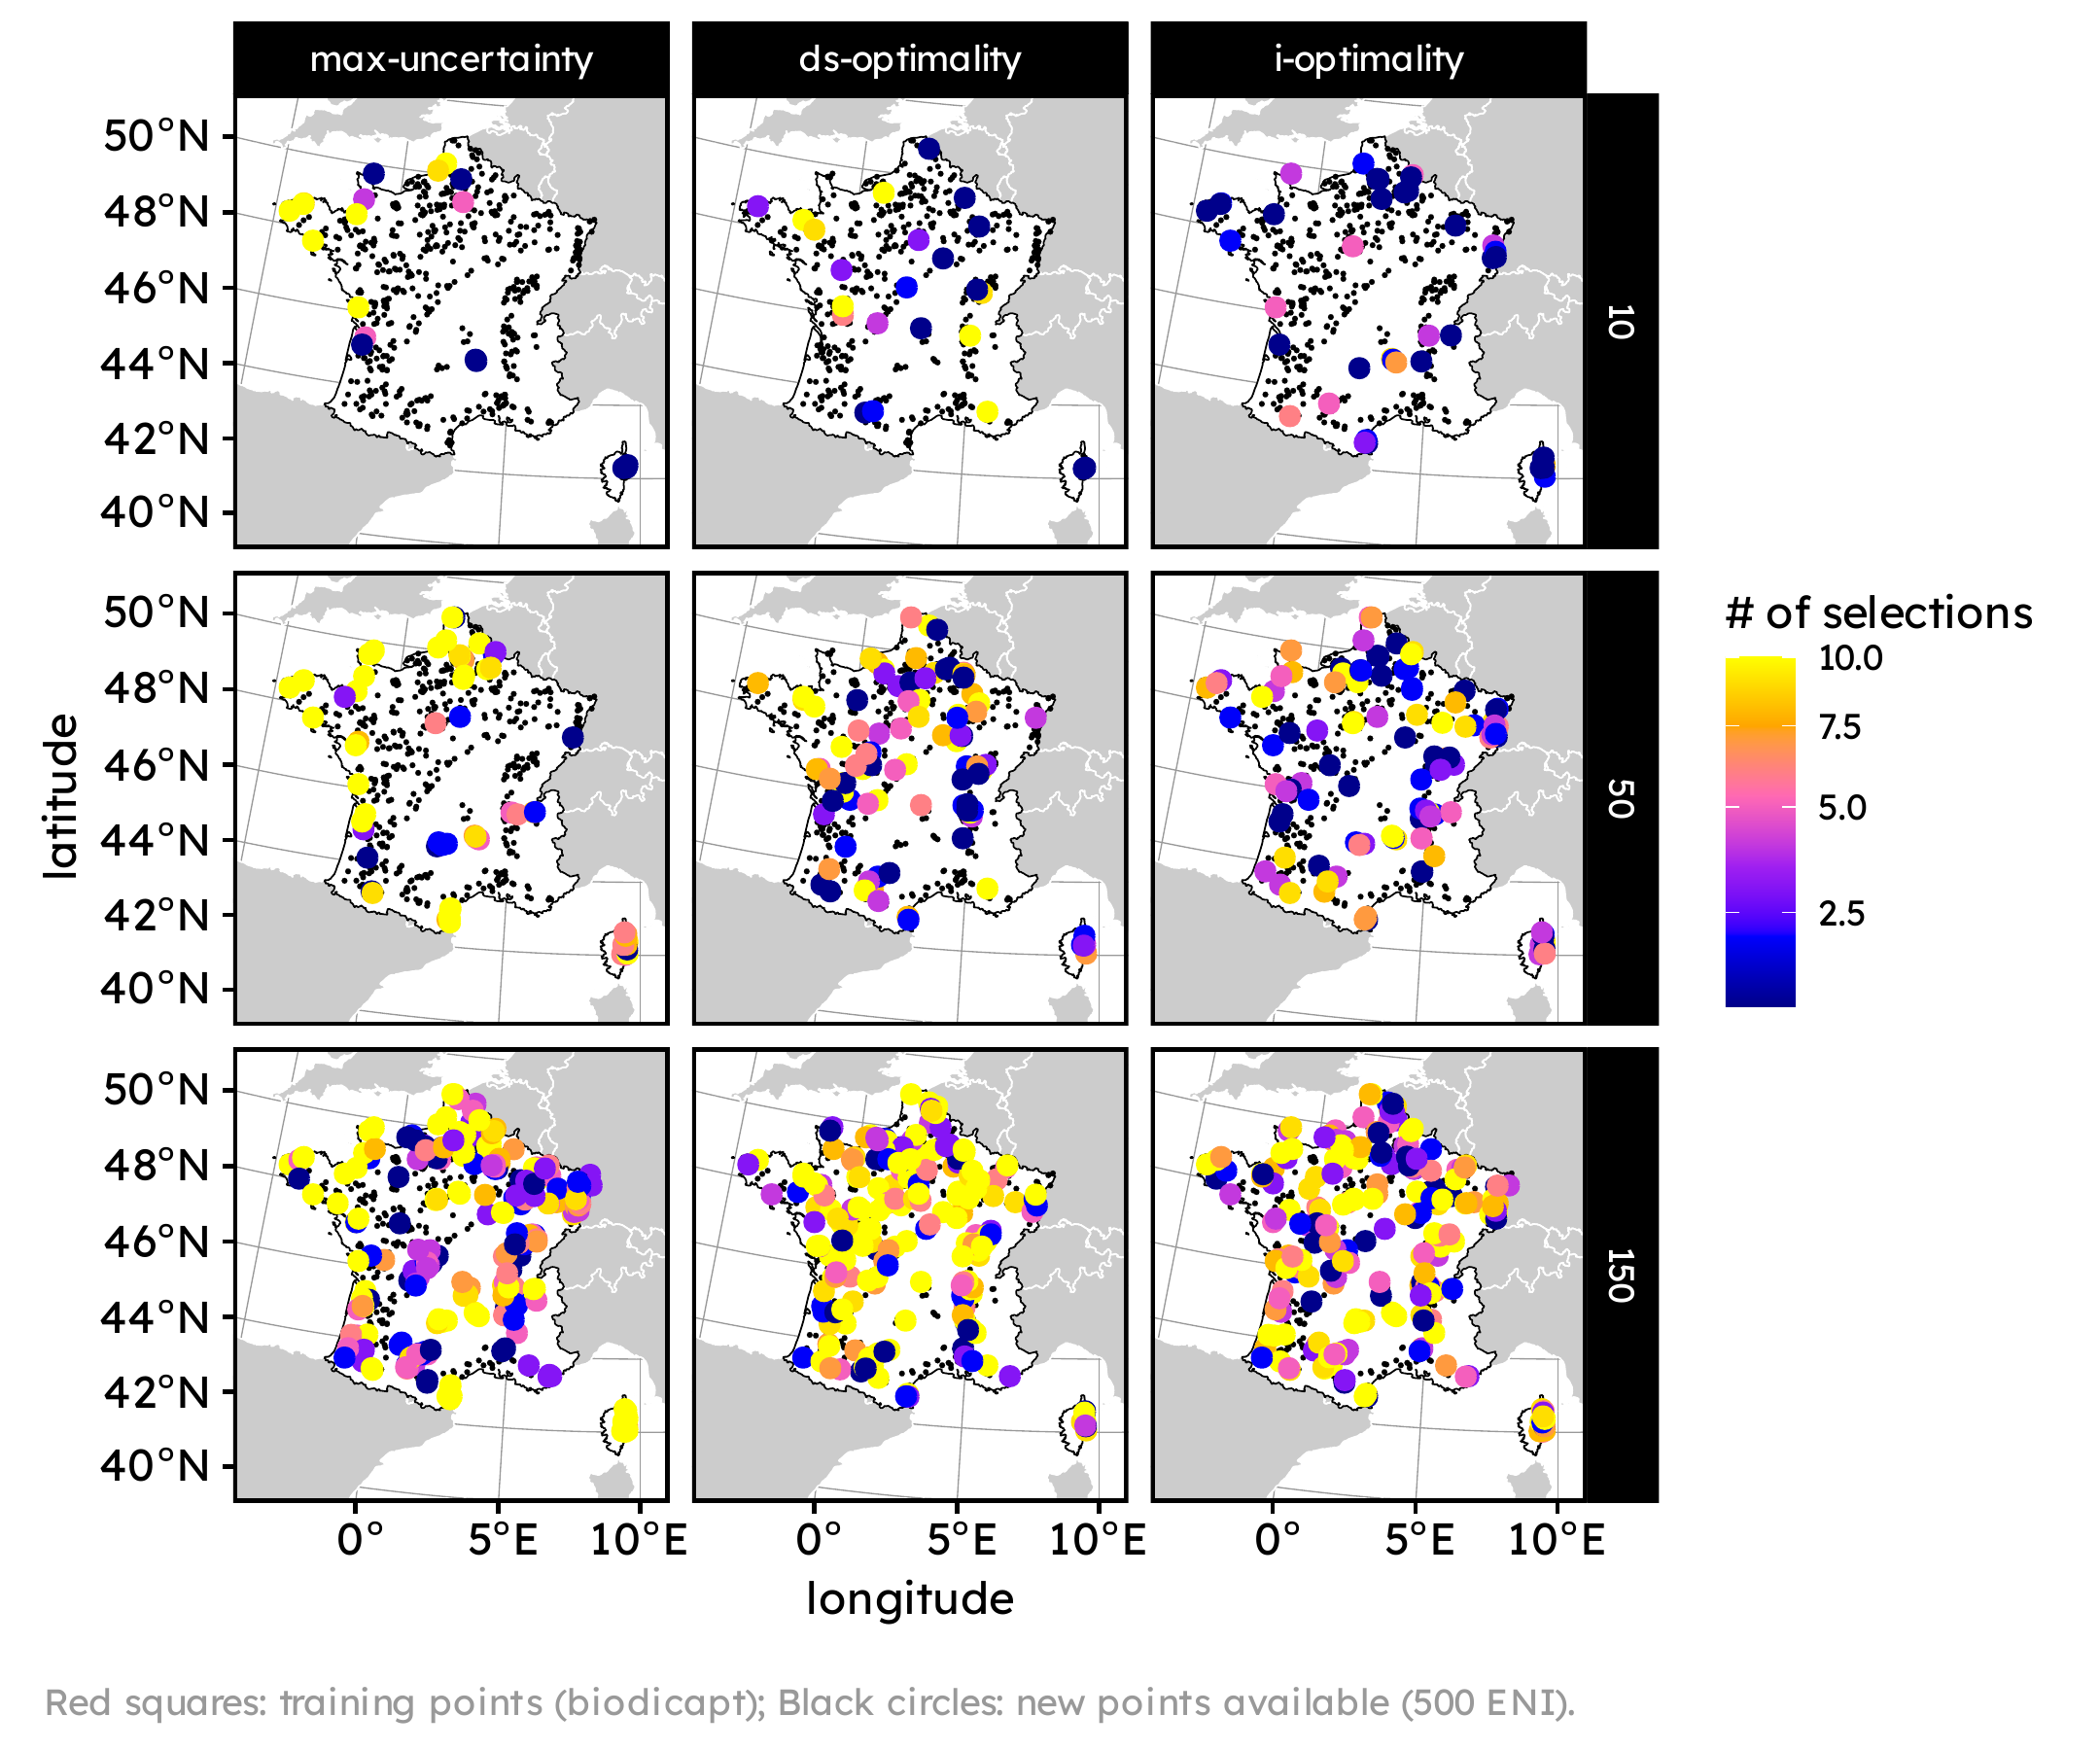 max-uncertainty ds-optimality i-optimality
50°N
48°N
46°N
44°N
42°N
40°N
10
50°N
48°N
46°N
44°N
42°N
40°N
50
50°N
48°N
46°N
44°N
42°N
40°N
150
latitude
0° 5°E 10°E 0° 5°E 10°E 0° 5°E 10°E
longitude
# of selections
10.0
7.5
5.0
2.5
Red squares: training points (biodicapt); Black circles: new points available (500 ENI).